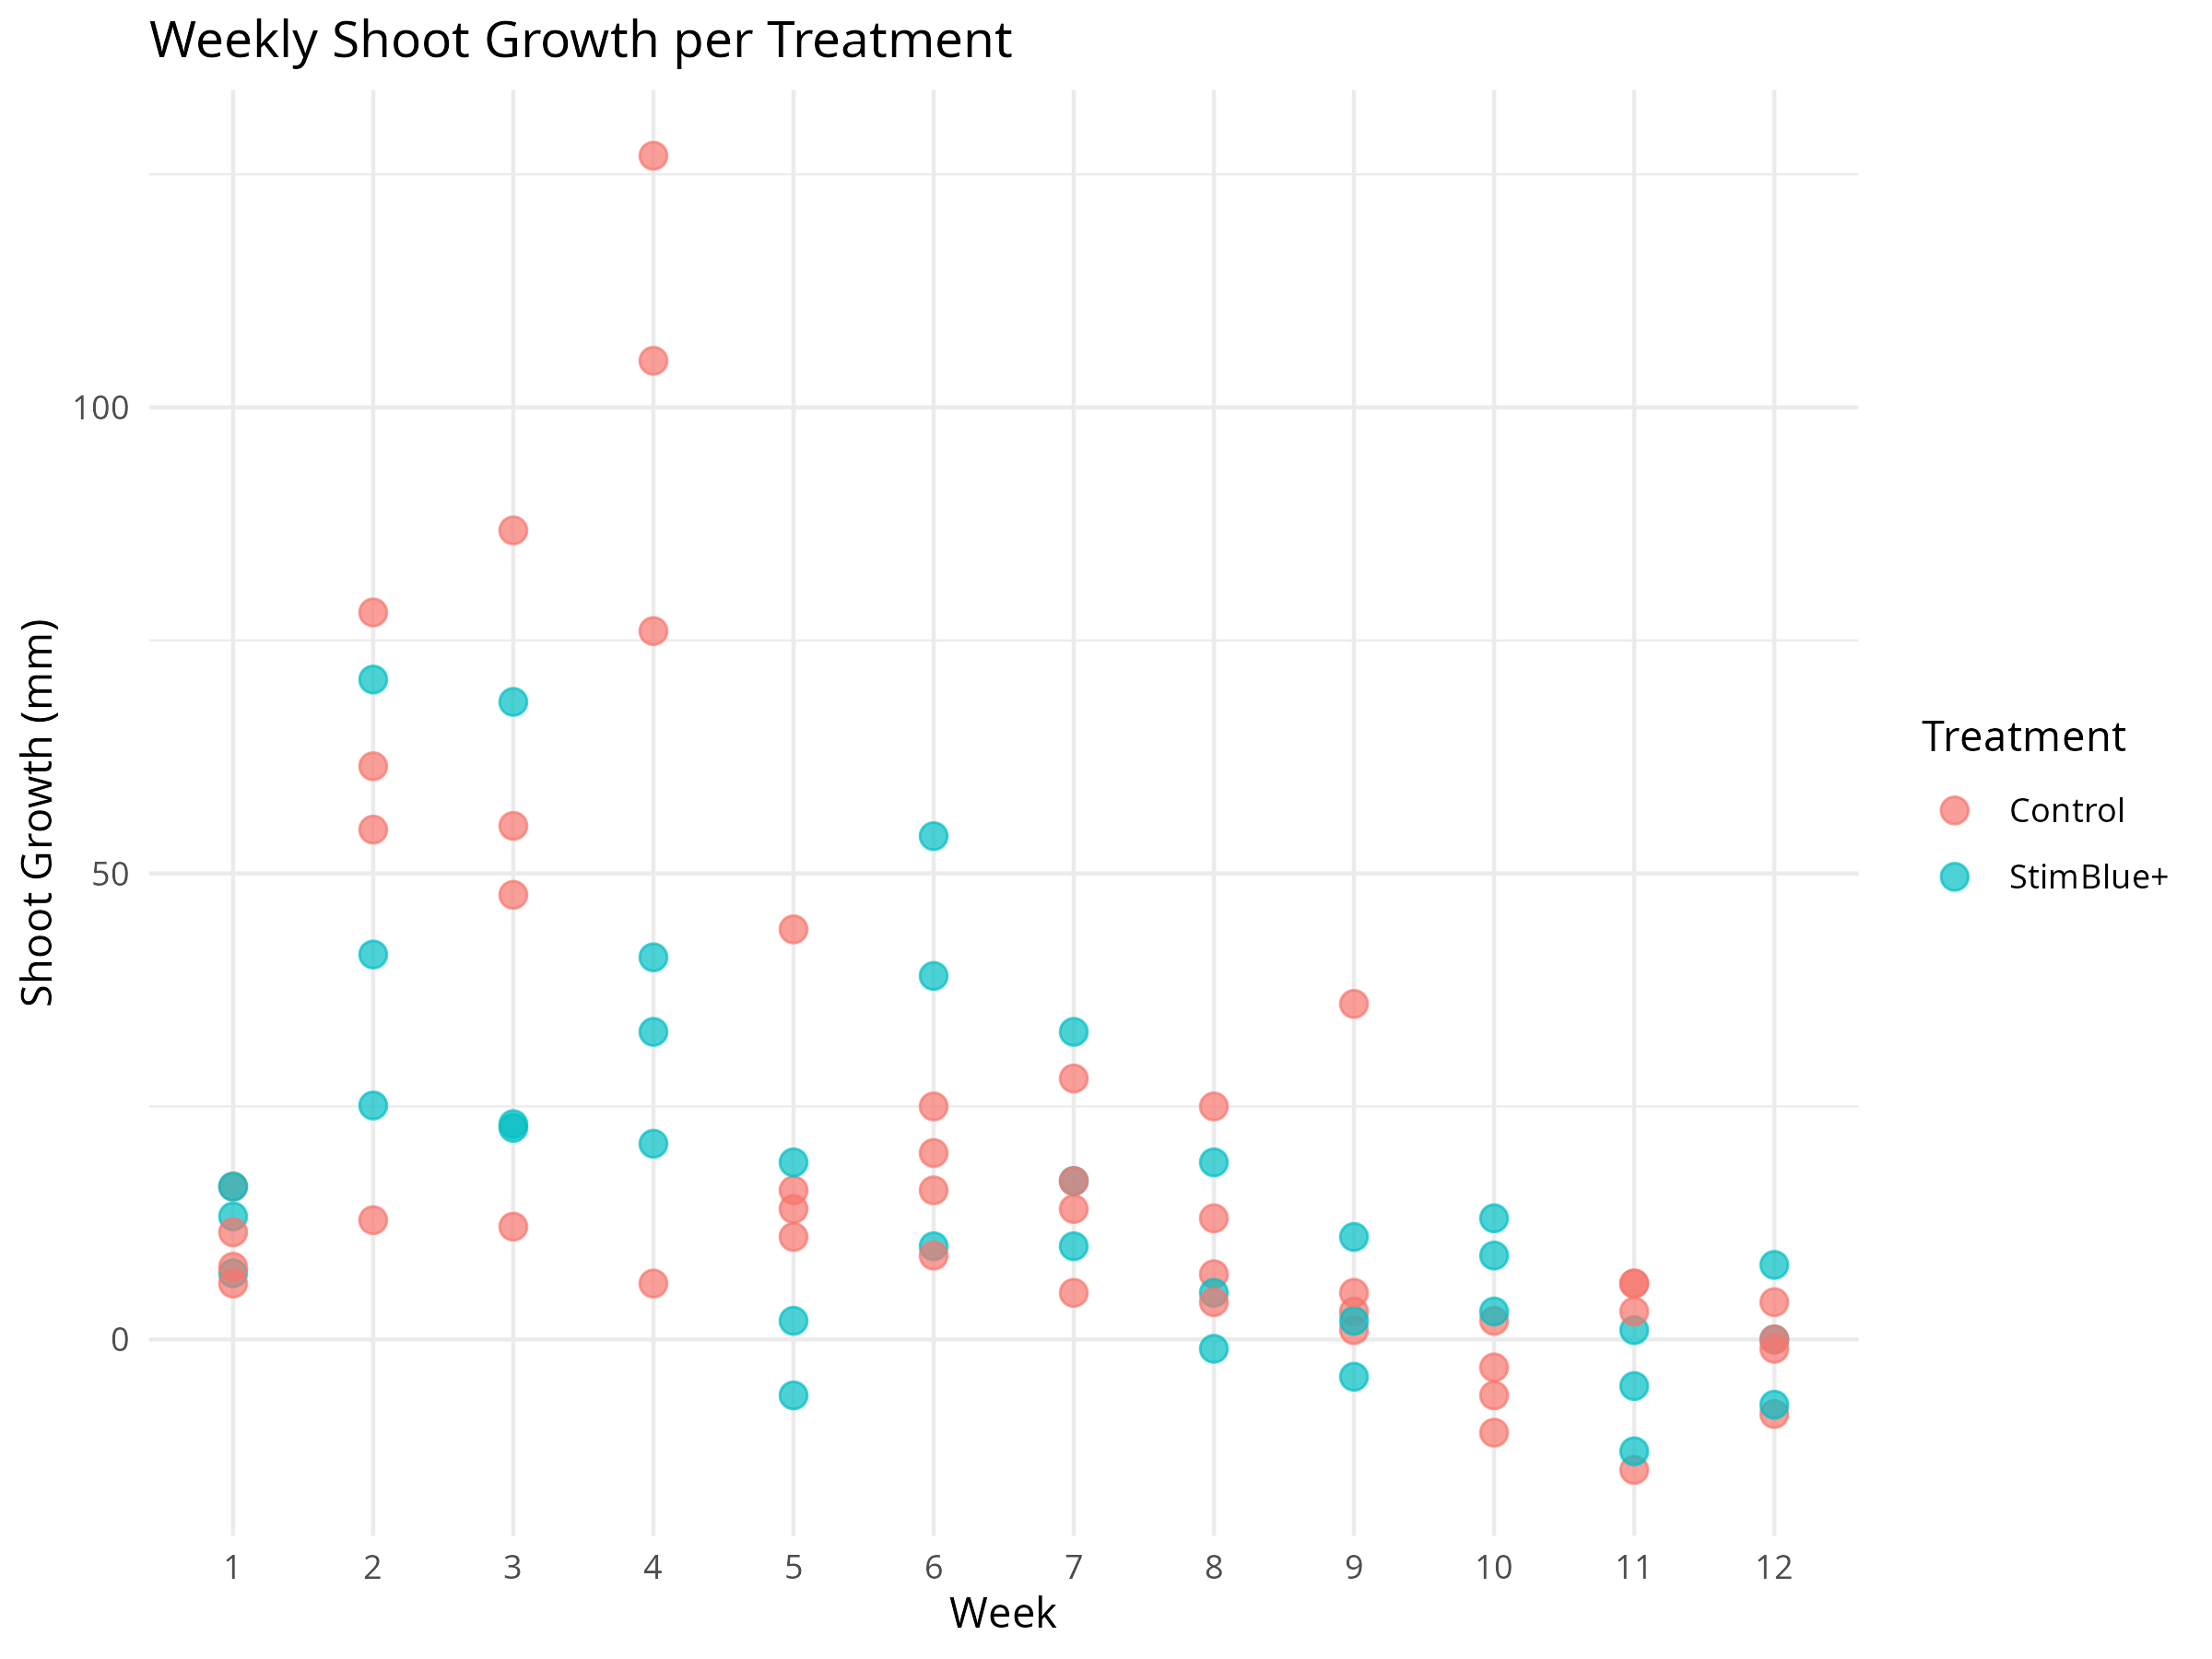 Weekly Shoot Growth per Treatment
Shoot Growth (mm)
100
50
0
1 2 3 4 5 6 7 8 9 10 11 12
Week
Treatment
Control
StimBlue+